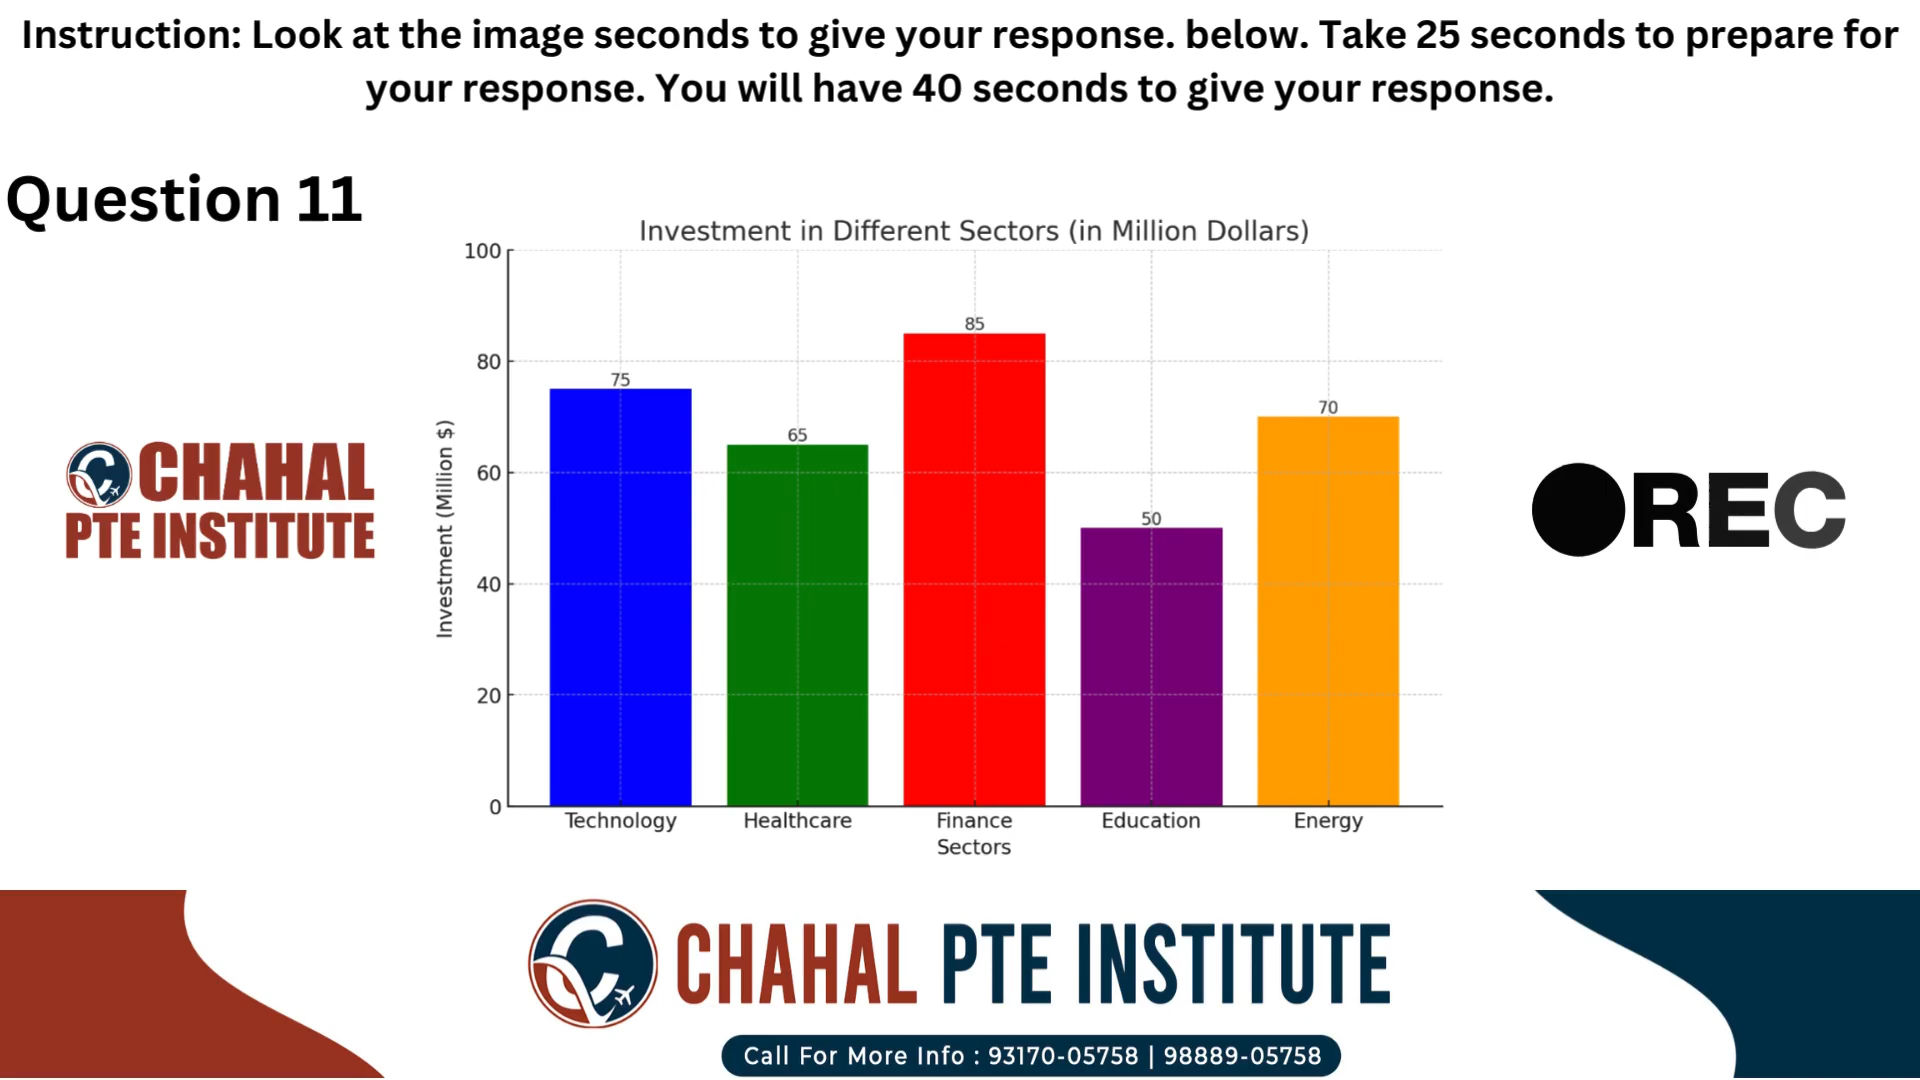 Instruction: Look at the image seconds to give your response. below. Take 25 seconds to prepare for
your response. You will have 40 seconds to give your response.
Question 11
Investment in Different Sectors (in Million Dollars)
100
80
60
40
20
0
Investment (Million $)
75
65
85
50
70
Technology
Healthcare
Finance
Education
Energy
Sectors
CHAHAL
PTE INSTITUTE
REC
CHAHAL PTE INSTITUTE
Call For More Info : 93170-05758 | 98889-05758